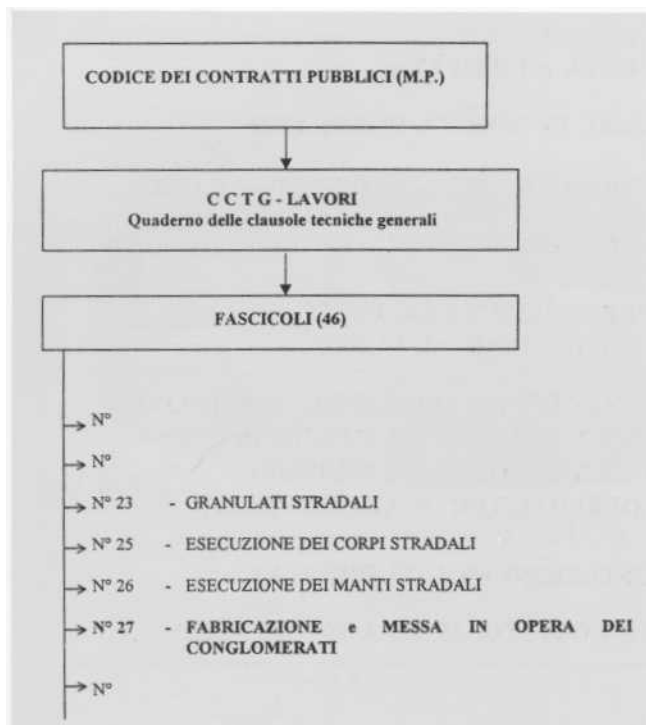 CODICE DEI CONTRATTI PUBBLICI (M.P.)
C C T G - LAVORI
Quaderno delle clausole tecniche generali
FASCICOLI (46)
N°
N°
N° 23 - GRANULATI STRADALI
N° 25 - ESECUZIONE DEI CORPI STRADALI
N° 26 - ESECUZIONE DEI MANTI STRADALI
N° 27 - FABRICAZIONE e MESSA IN OPERA DEI
CONGLOMERATI
N°